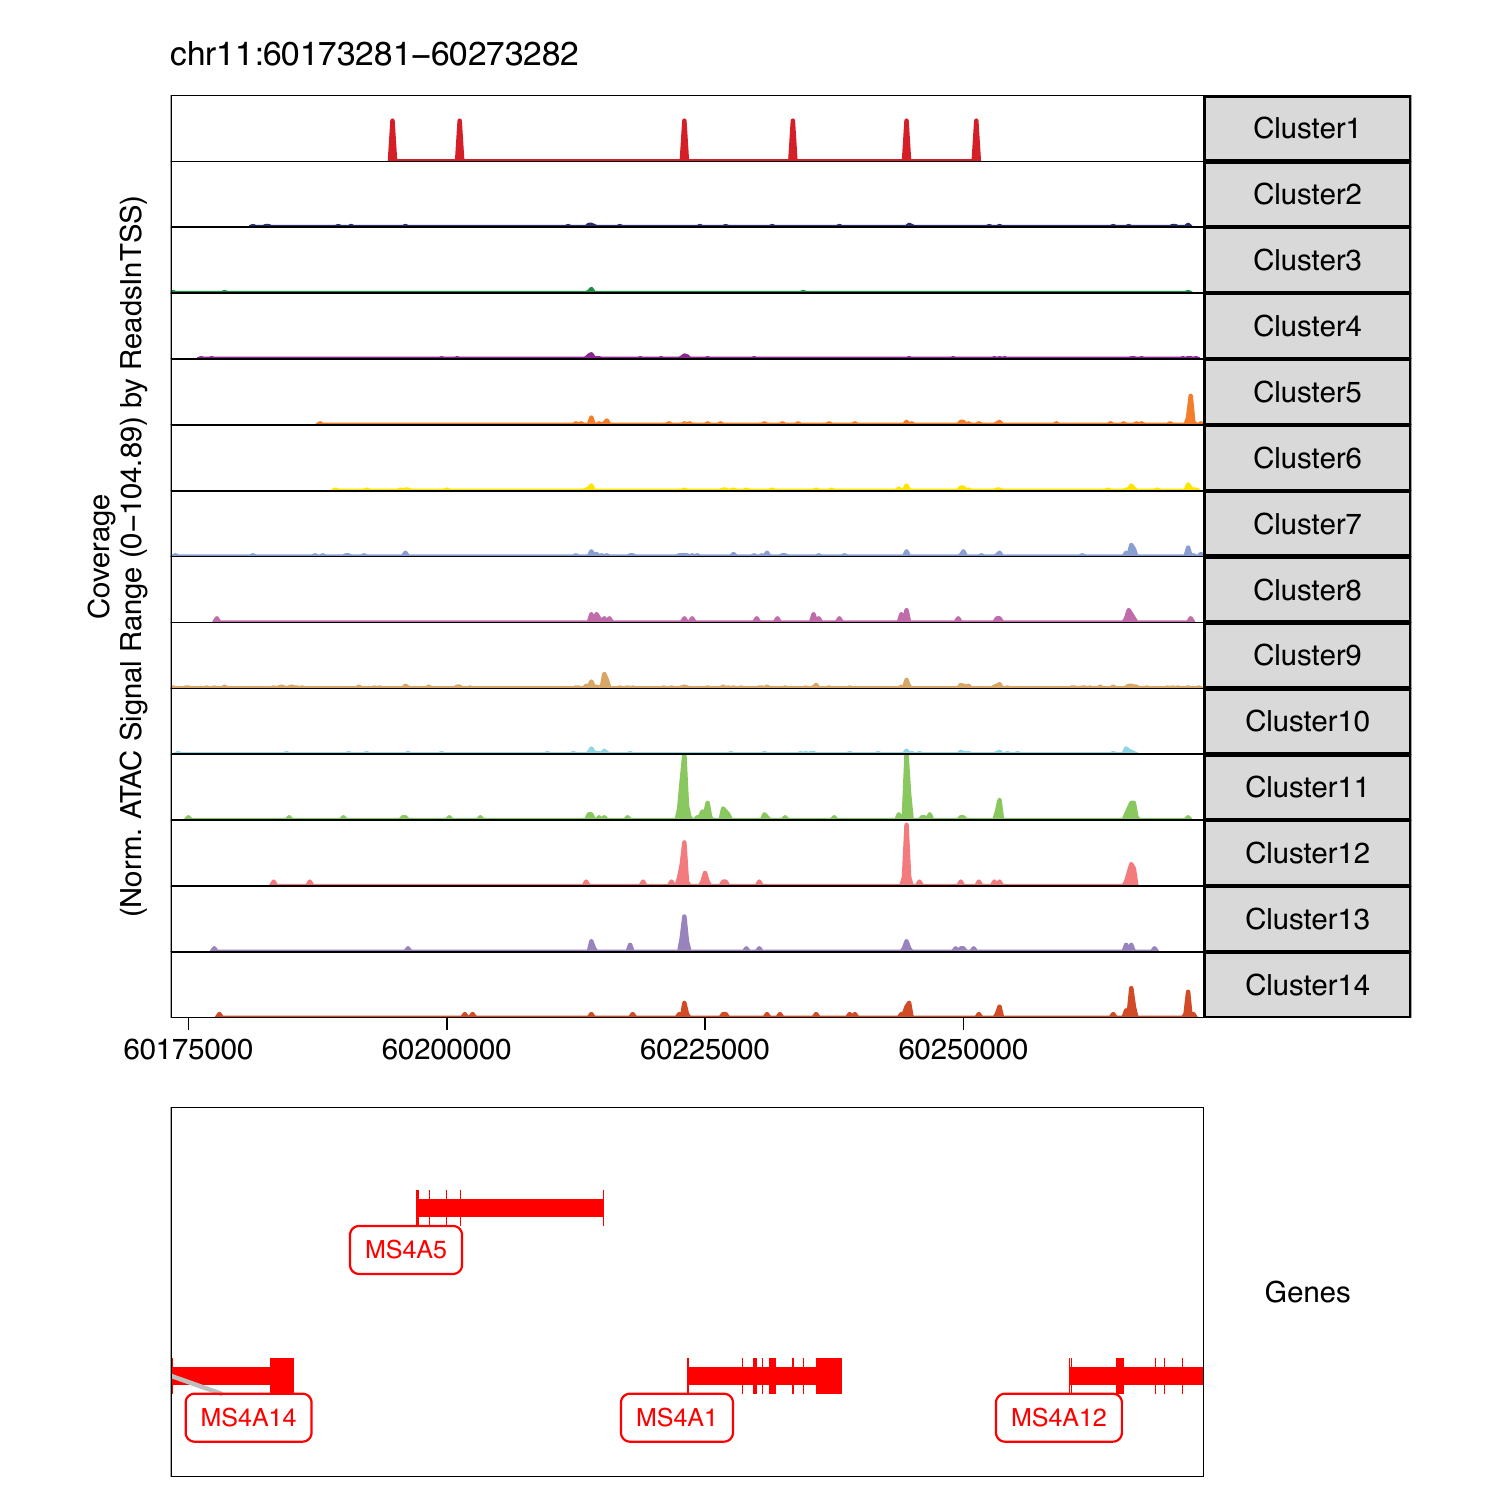 chr11:60173281−60273282
Coverage
(Norm. ATAC Signal Range (0−104.89) by ReadsInTSS)
Cluster1
Cluster2
Cluster3
Cluster4
Cluster5
Cluster6
Cluster7
Cluster8
Cluster9
Cluster10
Cluster11
Cluster12
Cluster13
Cluster14
60175000 60200000 60225000 60250000
MS4A5
Genes
MS4A14 MS4A1 MS4A12